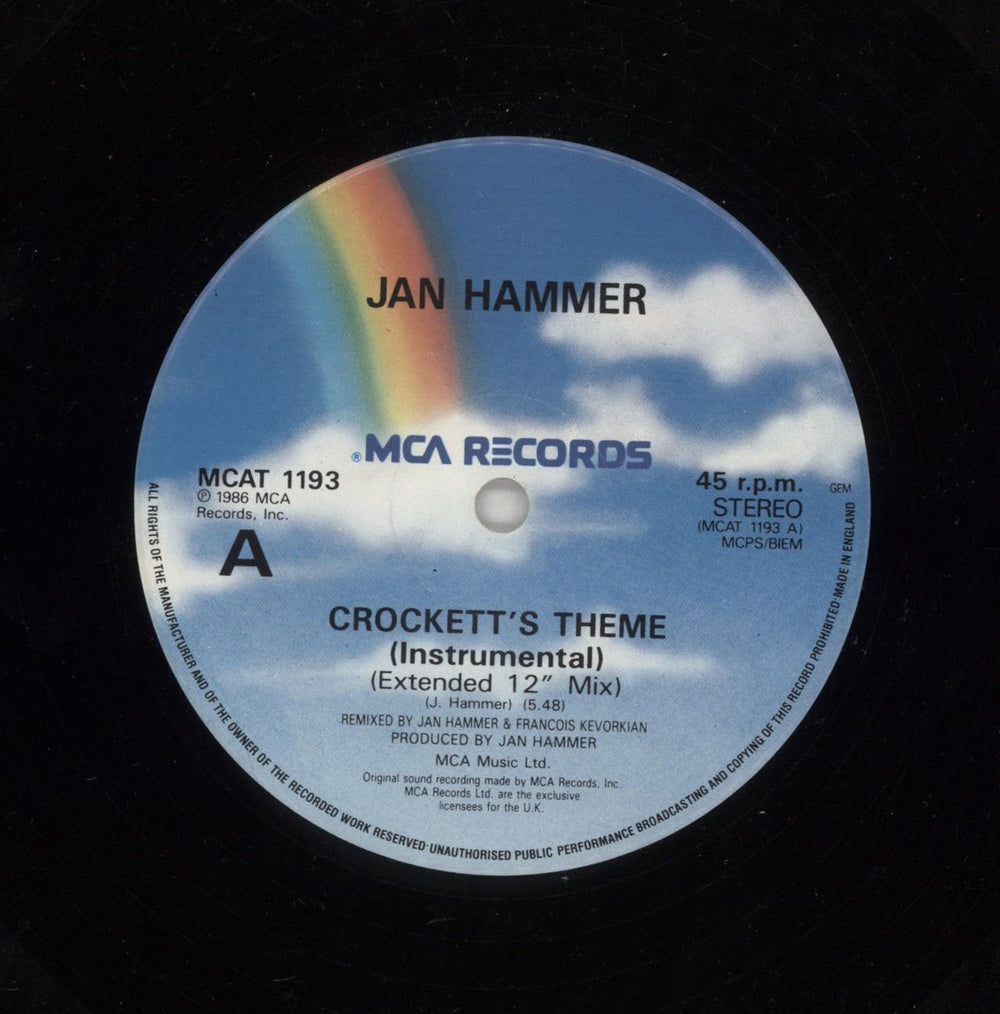 JAN HAMMER
®MCA RECORDS
MCAT 1193
℗ 1986 MCA
Records, Inc.
A
45 r.p.m.
GEM
STEREO
(MCAT 1193 A)
MCPS/BIEM
CROCKETT'S THEME
(Instrumental)
(Extended 12" Mix)
(J. Hammer) (5.48)
REMIXED BY JAN HAMMER & FRANCOIS KEVORKIAN
PRODUCED BY JAN HAMMER
MCA Music Ltd.
Original sound recording made by MCA Records, Inc.
MCA Records Ltd. are the exclusive
licensees for the U.K.
ALL RIGHTS OF THE MANUFACTURER AND OF THE OWNER OF THE RECORDED WORK RESERVED·UNAUTHORISED PUBLIC PERFORMANCE BROADCASTING AND COPYING OF THIS RECORD PROHIBITED·MADE IN ENGLAND